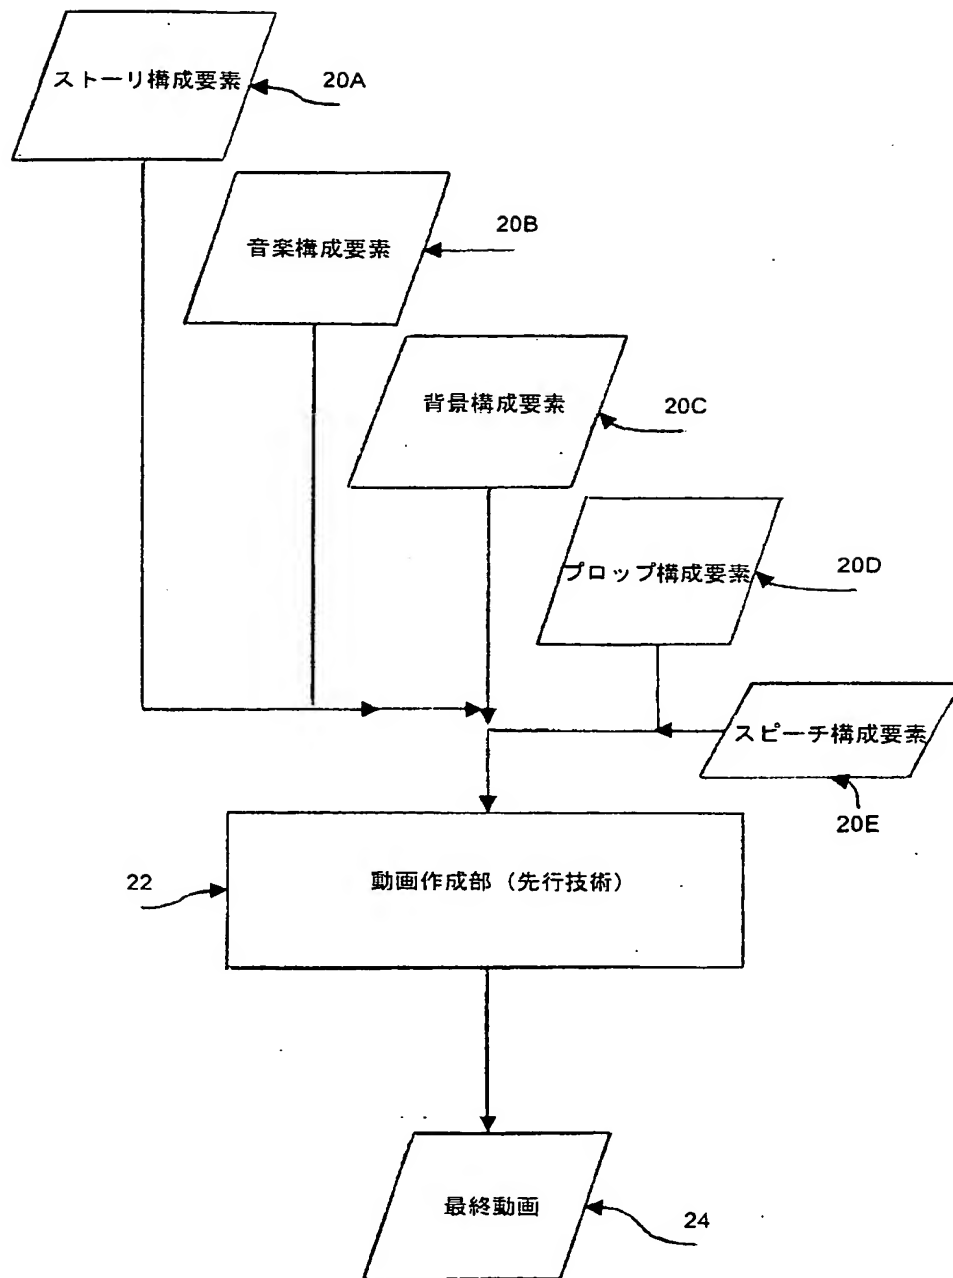 ストーリ構成要素
20A
音楽構成要素
20B
背景構成要素
20C
プロップ構成要素
20D
スピーチ構成要素
20E
動画作成部（先行技術）
22
最終動画
24